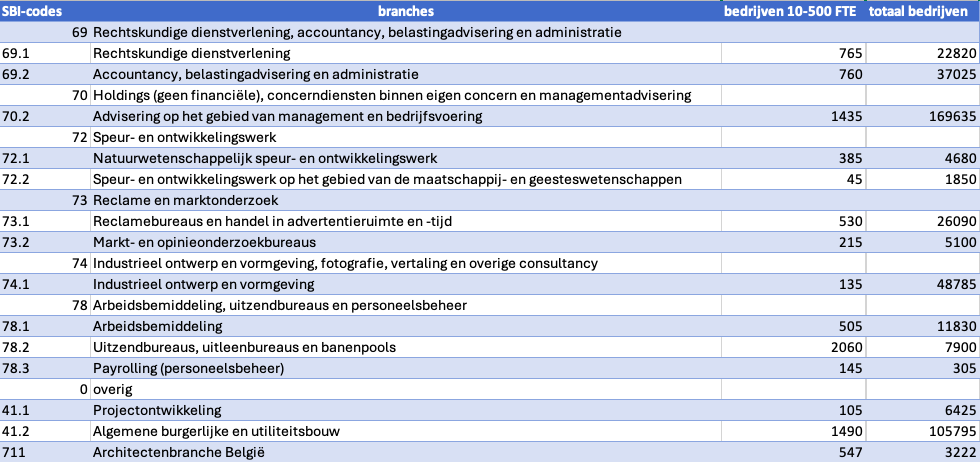 SBI-codes branches bedrijven 10-500 FTE totaal bedrijven
69 Rechtskundige dienstverlening, accountancy, belastingadvisering en administratie
69.1 Rechtskundige dienstverlening 765 22820
69.2 Accountancy, belastingadvisering en administratie 760 37025
70 Holdings (geen financiële), concerndiensten binnen eigen concern en managementadvisering
70.2 Advisering op het gebied van management en bedrijfsvoering 1435 169635
72 Speur- en ontwikkelingswerk
72.1 Natuurwetenschappelijk speur- en ontwikkelingswerk 385 4680
72.2 Speur- en ontwikkelingswerk op het gebied van de maatschappij- en geesteswetenschappen 45 1850
73 Reclame en marktonderzoek
73.1 Reclamebureaus en handel in advertentieruimte en -tijd 530 26090
73.2 Markt- en opinieonderzoekbureaus 215 5100
74 Industrieel ontwerp en vormgeving, fotografie, vertaling en overige consultancy
74.1 Industrieel ontwerp en vormgeving 135 48785
78 Arbeidsbemiddeling, uitzendbureaus en personeelsbeheer
78.1 Arbeidsbemiddeling 505 11830
78.2 Uitzendbureaus, uitleenbureaus en banenpools 2060 7900
78.3 Payrolling (personeelsbeheer) 145 305
0 overig
41.1 Projectontwikkeling 105 6425
41.2 Algemene burgerlijke en utiliteitsbouw 1490 105795
711 Architectenbranche België 547 3222